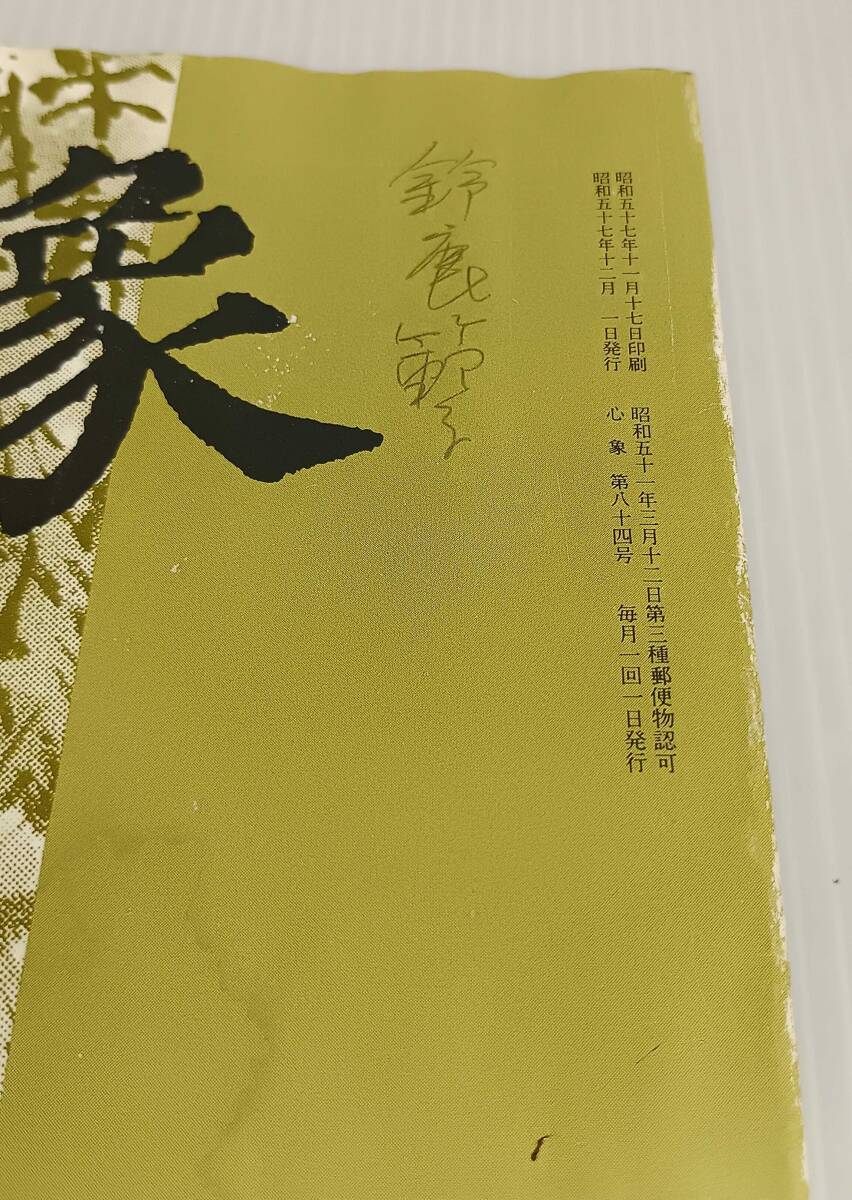 昭和五十七年十一月十七日印刷
昭和五十七年十二月 一日発行
昭和五十一年三月十二日第三種郵便物認可
心象 第八十四号 毎月一回一日発行
鈴鹿節子
象